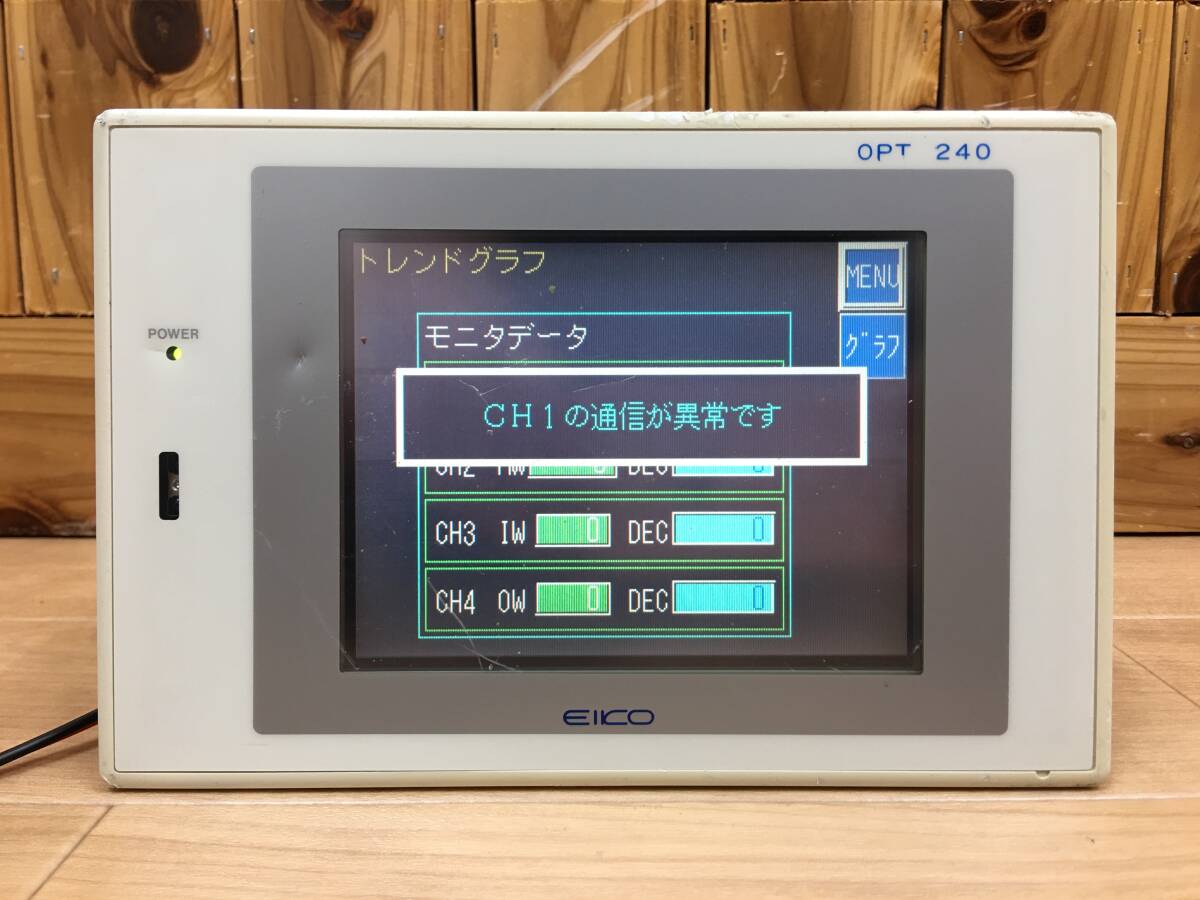 OPT 240
トレンドグラフ
MENU
モニタデータ
グラフ
POWER
CH1の通信が異常です
CH2 DEC
CH3 IW 0 DEC 0
CH4 OW 0 DEC 0
EIKO